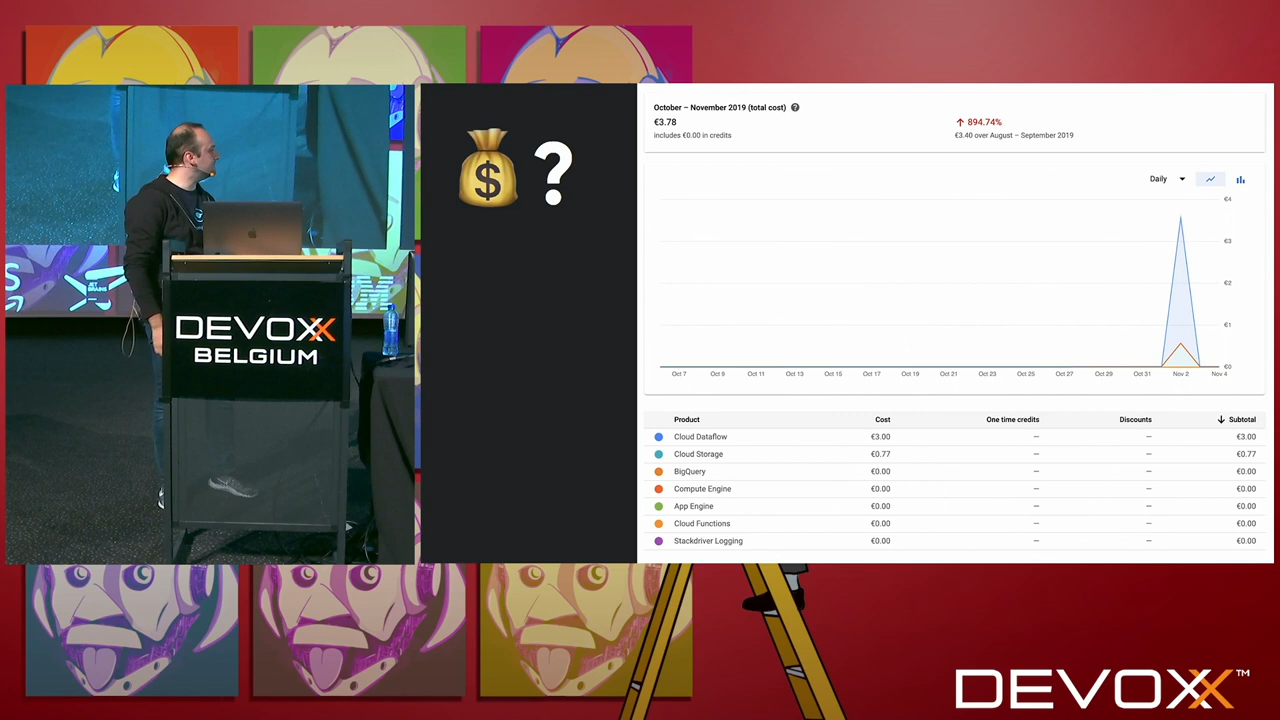 October – November 2019 (total cost) ?
€3.78
includes €0.00 in credits
↑ 894.74%
€3.40 over August – September 2019
Daily
€4
€3
€2
€1
€0
Oct 7 Oct 9 Oct 11 Oct 13 Oct 15 Oct 17 Oct 19 Oct 21 Oct 23 Oct 25 Oct 27 Oct 29 Oct 31 Nov 2 Nov 4
Product Cost One time credits Discounts ↓ Subtotal
Cloud Dataflow €3.00 — — €3.00
Cloud Storage €0.77 — — €0.77
BigQuery €0.00 — — €0.00
Compute Engine €0.00 — — €0.00
App Engine €0.00 — — €0.00
Cloud Functions €0.00 — — €0.00
Stackdriver Logging €0.00 — — €0.00
$ ?
JET
BRAINS
DEVOXX
BELGIUM
DEVOXX™